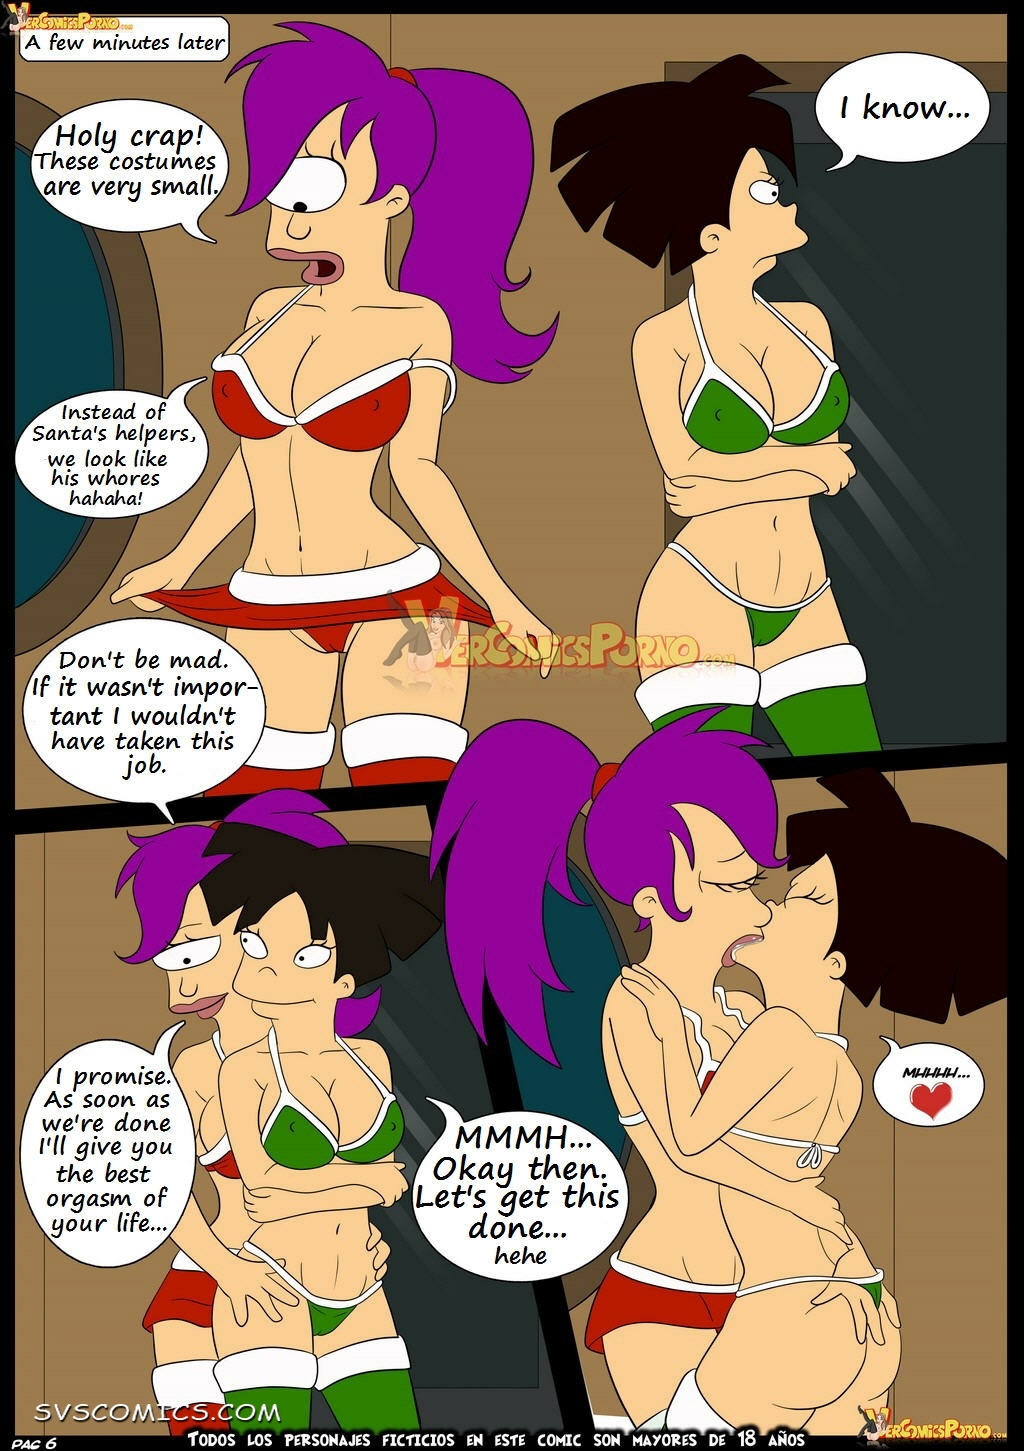 VerComicsPorno.com
A few minutes later
Holy crap!
These costumes
are very small.
I know...
Instead of
Santa's helpers,
we look like
his whores
hahaha!
VerComicsPorno.com
Don't be mad.
If it wasn't impor-
tant I wouldn't
have taken this
job.
I promise.
As soon as
we're done
I'll give you
the best
orgasm of
your life...
MMMH...
Okay then.
Let's get this
done...
hehe
MHHHH...
SVSCOMICS.COM
PAG 6
TODOS LOS PERSONAJES FICTICIOS EN ESTE COMIC SON MAYORES DE 18 AÑOS
VerComicsPorno.com